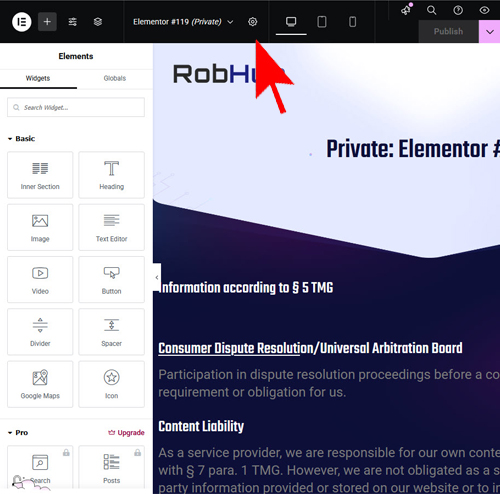 Elementor #119 (Private)
Publish
Elements
Widgets
Globals
Search Widget...
Basic
Inner Section
Heading
Image
Text Editor
Video
Button
Divider
Spacer
Google Maps
Icon
Pro
Upgrade
Search
Posts
RobHu
Private: Elementor #
Information according to § 5 TMG
Consumer Dispute Resolution/Universal Arbitration Board
Participation in dispute resolution proceedings before a co
requirement or obligation for us.
Content Liability
As a service provider, we are responsible for our own conte
with § 7 para. 1 TMG. However, we are not obligated as a s
party information provided or stored on our website or to in